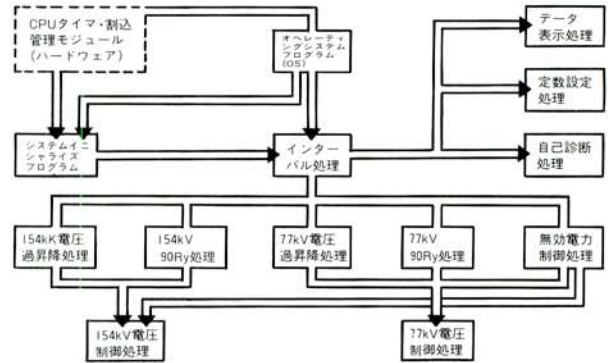 CPUタイマ・割込
管理モジュール
(ハードウェア)
オペレーティ
ングシステム
プログラム
(OS)
データ
表示処理
定数設定
処理
システムイニ
シャライズ
プログラム
インター
バル処理
自己診断
処理
154kK電圧
過昇降処理
154kV
90Ry処理
77kV電圧
過昇降処理
77kV
90Ry処理
無効電力
制御処理
154kV電圧
制御処理
77kV電圧
制御処理